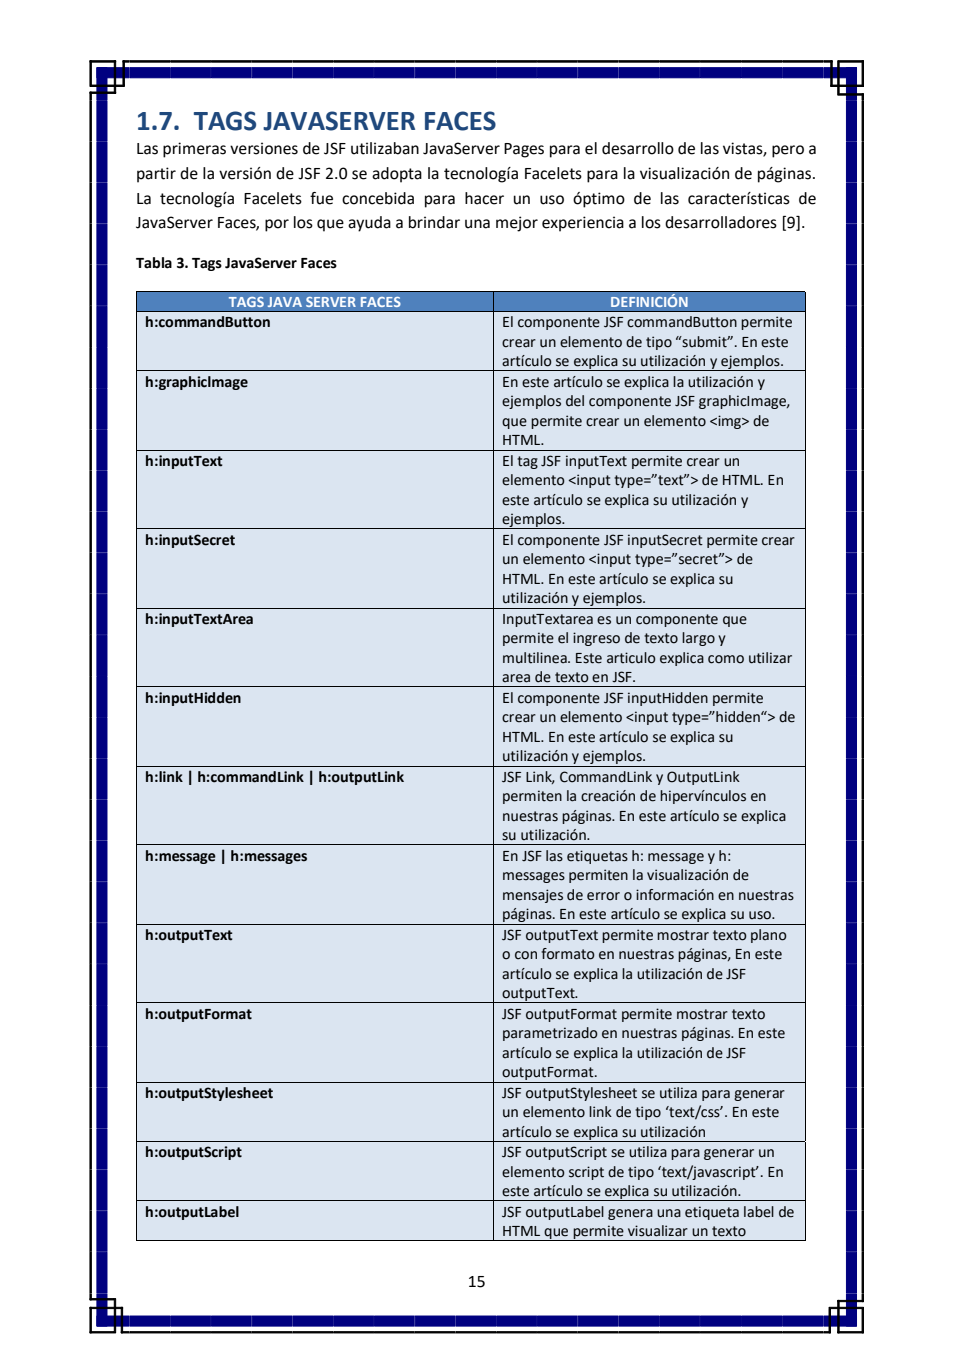 1.7. TAGS JAVASERVER FACES
Las primeras versiones de JSF utilizaban JavaServer Pages para el desarrollo de las vistas, pero a
partir de la versión de JSF 2.0 se adopta la tecnología Facelets para la visualización de páginas.
La tecnología Facelets fue concebida para hacer un uso óptimo de las características de
JavaServer Faces, por los que ayuda a brindar una mejor experiencia a los desarrolladores [9].
Tabla 3. Tags JavaServer Faces
TAGS JAVA SERVER FACES DEFINICIÓN
h:commandButton El componente JSF commandButton permite
crear un elemento de tipo “submit”. En este
artículo se explica su utilización y ejemplos.
h:graphicImage En este artículo se explica la utilización y
ejemplos del componente JSF graphicImage,
que permite crear un elemento <img> de
HTML.
h:inputText El tag JSF inputText permite crear un
elemento <input type=”text”> de HTML. En
este artículo se explica su utilización y
ejemplos.
h:inputSecret El componente JSF inputSecret permite crear
un elemento <input type=”secret”> de
HTML. En este artículo se explica su
utilización y ejemplos.
h:inputTextArea InputTextarea es un componente que
permite el ingreso de texto largo y
multilinea. Este articulo explica como utilizar
area de texto en JSF.
h:inputHidden El componente JSF inputHidden permite
crear un elemento <input type=”hidden“> de
HTML. En este artículo se explica su
utilización y ejemplos.
h:link | h:commandLink | h:outputLink JSF Link, CommandLink y OutputLink
permiten la creación de hipervínculos en
nuestras páginas. En este artículo se explica
su utilización.
h:message | h:messages En JSF las etiquetas h: message y h:
messages permiten la visualización de
mensajes de error o información en nuestras
páginas. En este artículo se explica su uso.
h:outputText JSF outputText permite mostrar texto plano
o con formato en nuestras páginas, En este
artículo se explica la utilización de JSF
outputText.
h:outputFormat JSF outputFormat permite mostrar texto
parametrizado en nuestras páginas. En este
artículo se explica la utilización de JSF
outputFormat.
h:outputStylesheet JSF outputStylesheet se utiliza para generar
un elemento link de tipo ‘text/css’. En este
artículo se explica su utilización
h:outputScript JSF outputScript se utiliza para generar un
elemento script de tipo ‘text/javascript’. En
este artículo se explica su utilización.
h:outputLabel JSF outputLabel genera una etiqueta label de
HTML que permite visualizar un texto
15